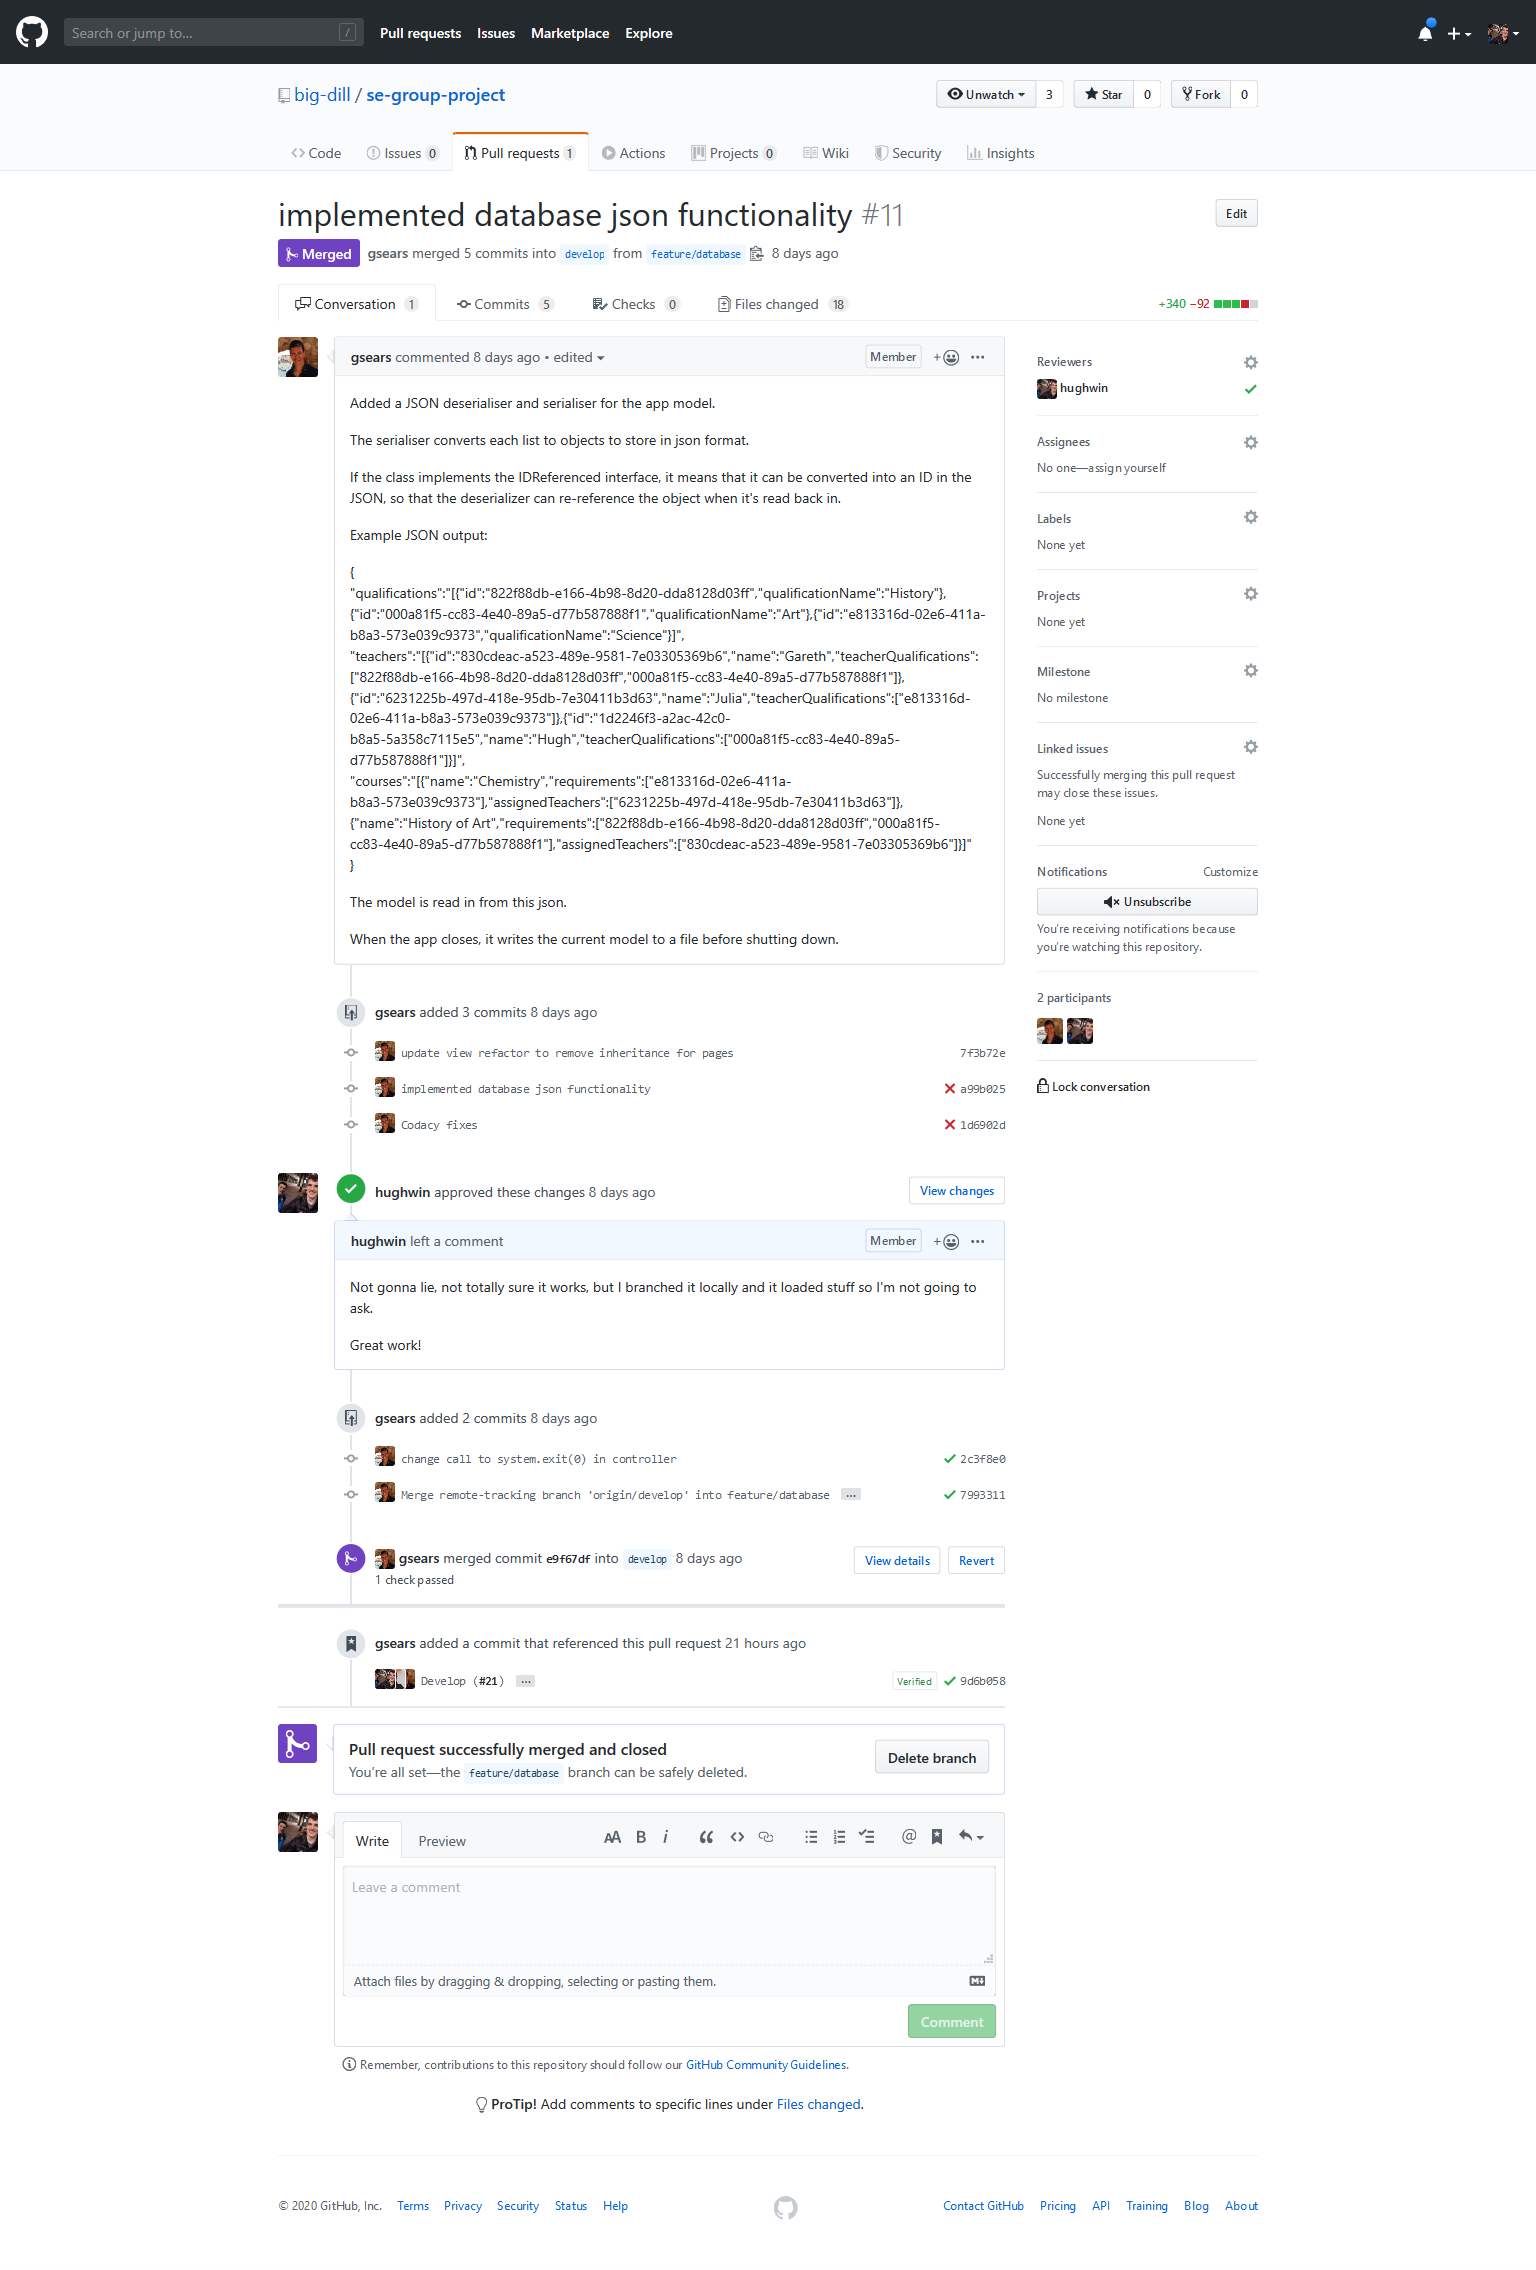 Search or jump to...
/
Pull requests
Issues
Marketplace
Explore
big-dill / se-group-project
Unwatch 3
Star 0
Fork 0
Code
Issues 0
Pull requests 1
Actions
Projects 0
Wiki
Security
Insights
implemented database json functionality #11
Edit
Merged gsears merged 5 commits into develop from feature/database 8 days ago
Conversation 1
Commits 5
Checks 0
Files changed 18
+340 −92
gsears commented 8 days ago • edited
Member
Added a JSON deserialiser and serialiser for the app model.
The serialiser converts each list to objects to store in json format.
If the class implements the IDReferenced interface, it means that it can be converted into an ID in the
JSON, so that the deserializer can re-reference the object when it's read back in.
Example JSON output:
{
"qualifications":"[{"id":"822f88db-e166-4b98-8d20-dda8128d03ff","qualificationName":"History"},
{"id":"000a81f5-cc83-4e40-89a5-d77b587888f1","qualificationName":"Art"},{"id":"e813316d-02e6-411a-
b8a3-573e039c9373","qualificationName":"Science"}]",
"teachers":"[{"id":"830cdeac-a523-489e-9581-7e03305369b6","name":"Gareth","teacherQualifications":
["822f88db-e166-4b98-8d20-dda8128d03ff","000a81f5-cc83-4e40-89a5-d77b587888f1"]},
{"id":"6231225b-497d-418e-95db-7e30411b3d63","name":"Julia","teacherQualifications":["e813316d-
02e6-411a-b8a3-573e039c9373"]},{"id":"1d2246f3-a2ac-42c0-
b8a5-5a358c7115e5","name":"Hugh","teacherQualifications":["000a81f5-cc83-4e40-89a5-
d77b587888f1"]}]",
"courses":"[{"name":"Chemistry","requirements":["e813316d-02e6-411a-
b8a3-573e039c9373"],"assignedTeachers":["6231225b-497d-418e-95db-7e30411b3d63"]},
{"name":"History of Art","requirements":["822f88db-e166-4b98-8d20-dda8128d03ff","000a81f5-
cc83-4e40-89a5-d77b587888f1"],"assignedTeachers":["830cdeac-a523-489e-9581-7e03305369b6"]}]"
}
The model is read in from this json.
When the app closes, it writes the current model to a file before shutting down.
Reviewers
hughwin
Assignees
No one—assign yourself
Labels
None yet
Projects
None yet
Milestone
No milestone
Linked issues
Successfully merging this pull request
may close these issues.
None yet
Notifications
Customize
Unsubscribe
You're receiving notifications because
you're watching this repository.
2 participants
Lock conversation
gsears added 3 commits 8 days ago
update view refactor to remove inheritance for pages 7f3b72e
implemented database json functionality a99b025
Codacy fixes 1d6902d
hughwin approved these changes 8 days ago
View changes
hughwin left a comment
Member
Not gonna lie, not totally sure it works, but I branched it locally and it loaded stuff so I'm not going to
ask.
Great work!
gsears added 2 commits 8 days ago
change call to system.exit(0) in controller 2c3f8e0
Merge remote-tracking branch 'origin/develop' into feature/database … 7993311
gsears merged commit e9f67df into develop 8 days ago
View details
Revert
1 check passed
gsears added a commit that referenced this pull request 21 hours ago
Develop (#21) … Verified 9d6b058
Pull request successfully merged and closed
You're all set—the feature/database branch can be safely deleted.
Delete branch
Write
Preview
AA B i
@
Leave a comment
Attach files by dragging & dropping, selecting or pasting them.
Comment
Remember, contributions to this repository should follow our GitHub Community Guidelines.
ProTip! Add comments to specific lines under Files changed.
© 2020 GitHub, Inc.
Terms
Privacy
Security
Status
Help
Contact GitHub
Pricing
API
Training
Blog
About